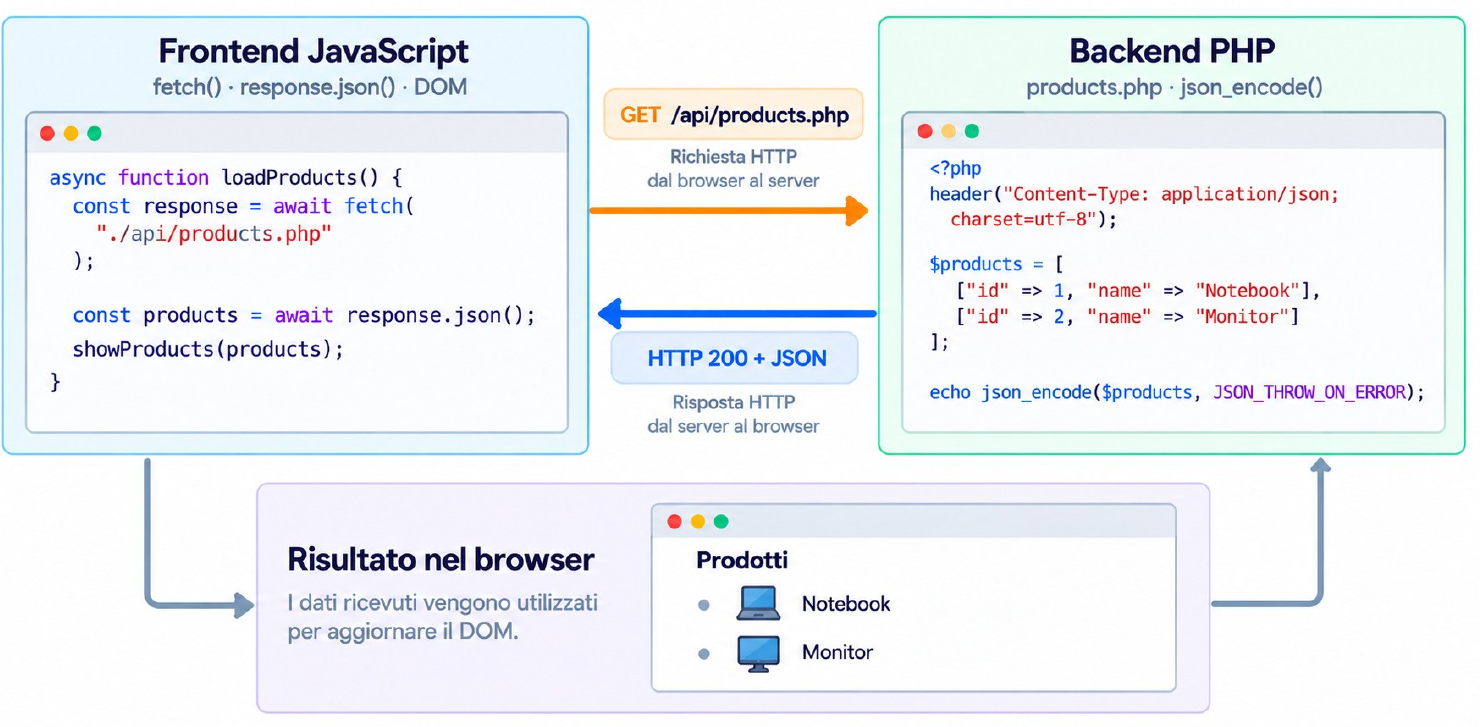 Frontend JavaScript
fetch() · response.json() · DOM
async function loadProducts() {
  const response = await fetch(
    "./api/products.php"
  );
  const products = await response.json();
  showProducts(products);
}
GET /api/products.php
Richiesta HTTP
dal browser al server
HTTP 200 + JSON
Risposta HTTP
dal server al browser
Backend PHP
products.php · json_encode()
<?php
header("Content-Type: application/json;
  charset=utf-8");
$products = [
  ["id" => 1, "name" => "Notebook"],
  ["id" => 2, "name" => "Monitor"]
];
echo json_encode($products, JSON_THROW_ON_ERROR);
Risultato nel browser
I dati ricevuti vengono utilizzati
per aggiornare il DOM.
Prodotti
Notebook
Monitor